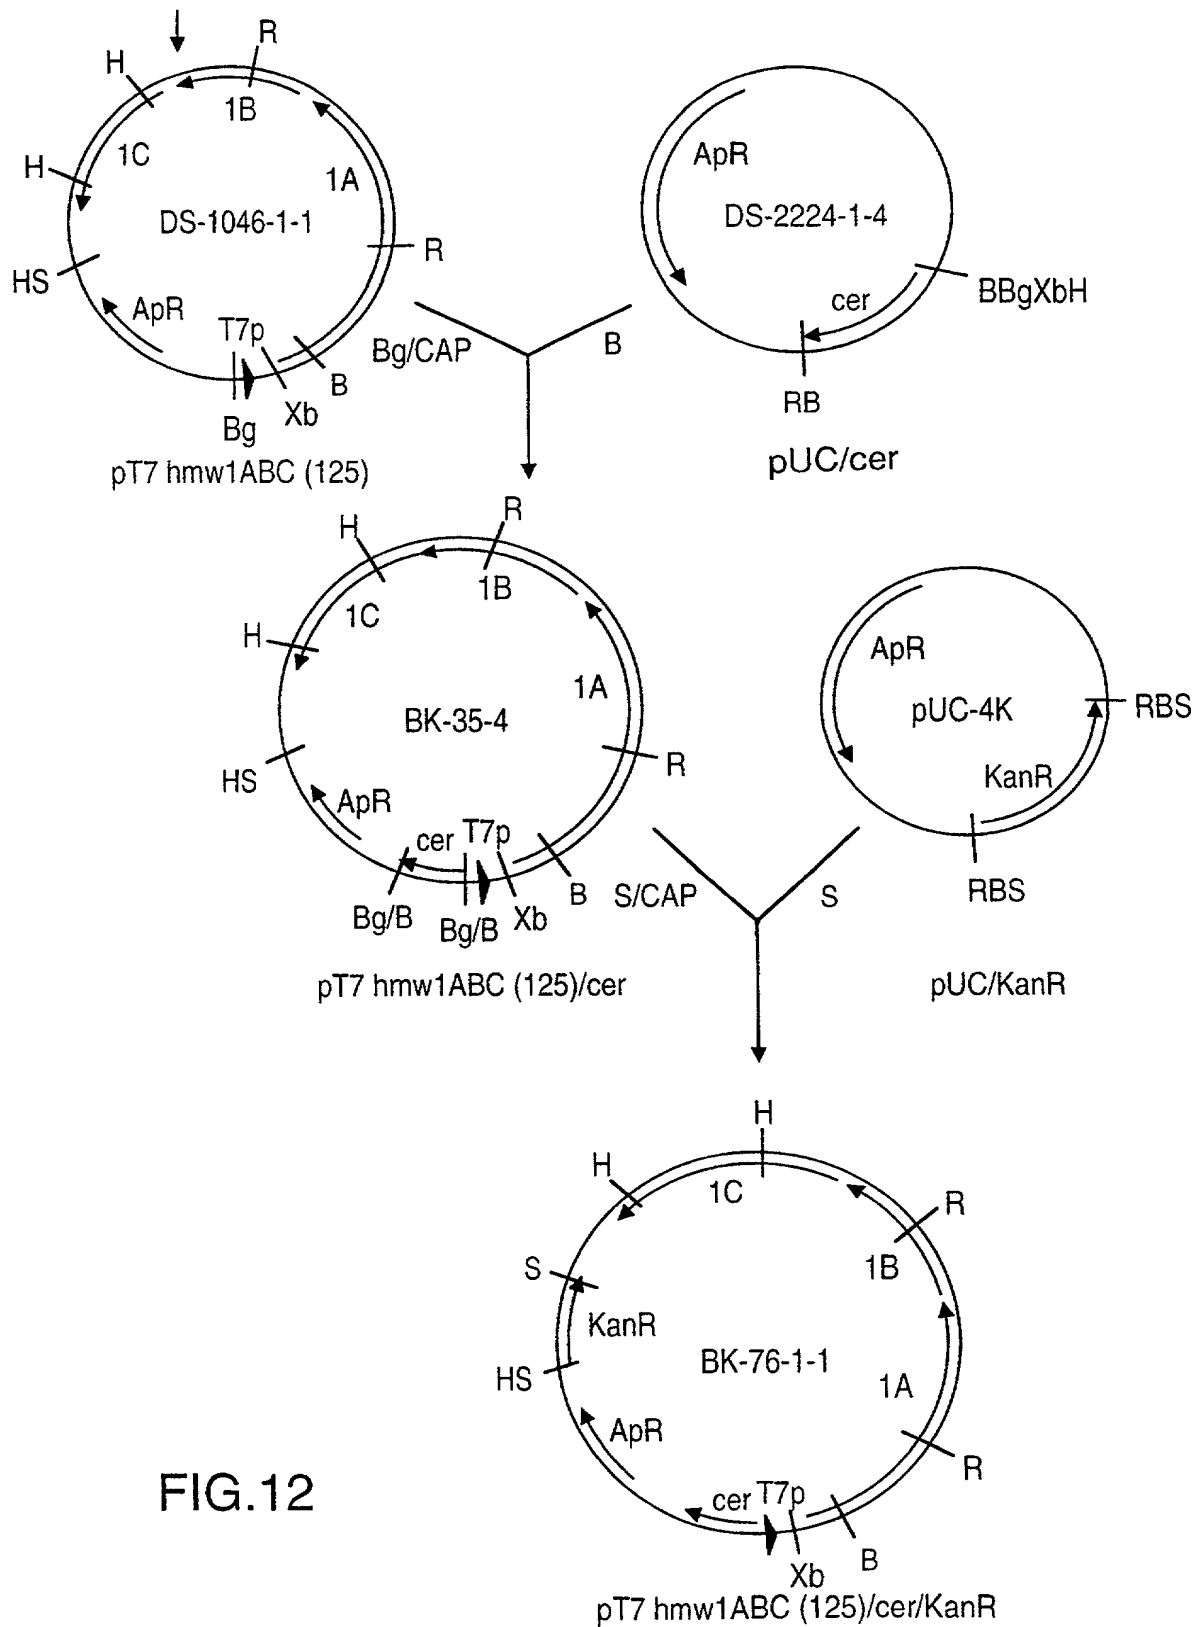 R
H
1B
1C
1A
H
DS-1046-1-1
R
HS
ApR
T7p
B
Xb
Bg
pT7 hmw1ABC (125)
ApR
DS-2224-1-4
BBgXbH
cer
RB
pUC/cer
Bg/CAP
B
R
H
1B
1C
H
1A
BK-35-4
R
HS
ApR
cer
T7p
B
Xb
Bg/B
Bg/B
pT7 hmw1ABC (125)/cer
ApR
pUC-4K
RBS
KanR
RBS
pUC/KanR
S/CAP
S
H
H
1C
R
1B
S
KanR
BK-76-1-1
HS
1A
ApR
R
cer
T7p
B
Xb
pT7 hmw1ABC (125)/cer/KanR
FIG.12